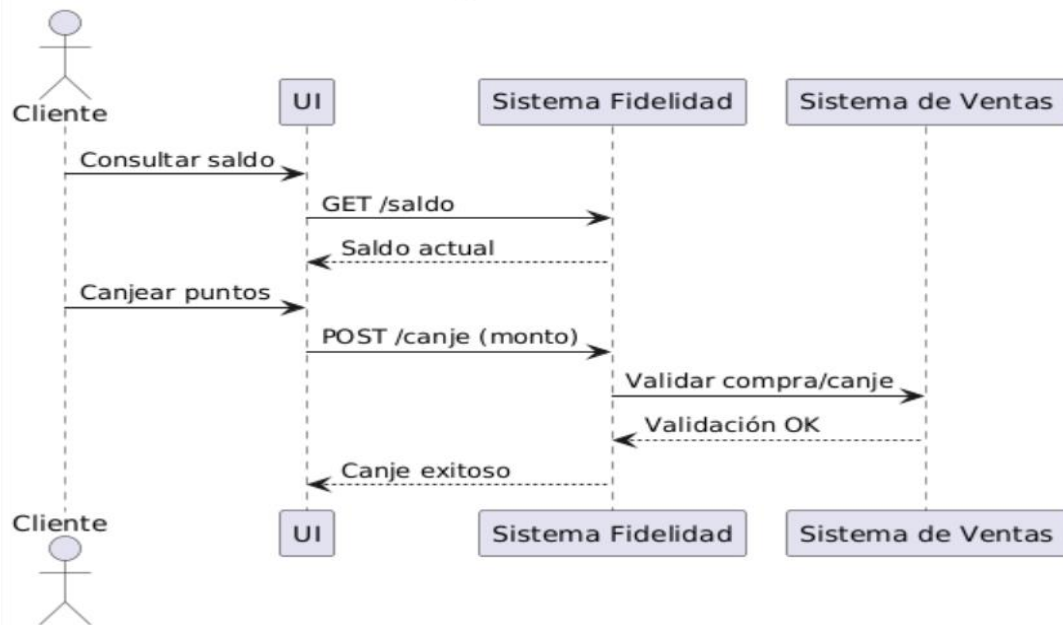 Cliente
UI
Sistema Fidelidad
Sistema de Ventas
Consultar saldo
GET /saldo
Saldo actual
Canjear puntos
POST /canje (monto)
Validar compra/canje
Validación OK
Canje exitoso
Cliente
UI
Sistema Fidelidad
Sistema de Ventas